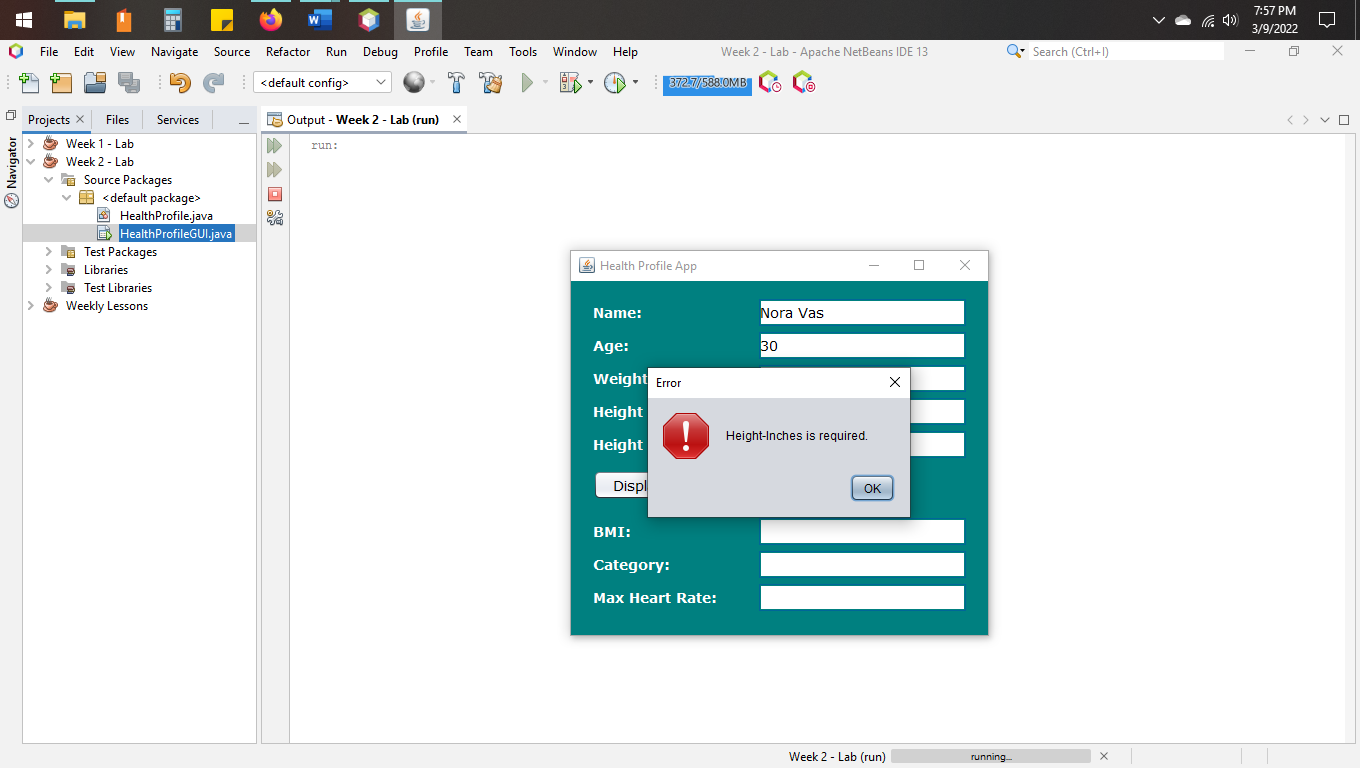 7:57 PM
3/9/2022
File Edit View Navigate Source Refactor Run Debug Profile Team Tools Window Help
Week 2 - Lab - Apache NetBeans IDE 13
Search (Ctrl+I)
<default config>
372.7/588.0MB
Projects Files Services
Output - Week 2 - Lab (run)
Navigator
Week 1 - Lab
Week 2 - Lab
Source Packages
<default package>
HealthProfile.java
HealthProfileGUI.java
Test Packages
Libraries
Test Libraries
Weekly Lessons
run:
Health Profile App
Name: Nora Vas
Age: 30
Weight
Height
Height
Displ
Error
Height-Inches is required.
OK
BMI:
Category:
Max Heart Rate:
Week 2 - Lab (run) running...